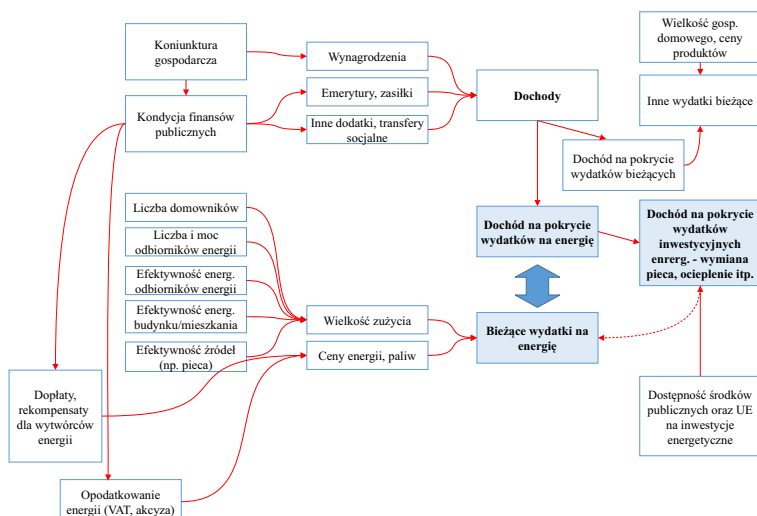 Koniunktura
gospodarcza
Kondycja finansów
publicznych
Wynagrodzenia
Emerytury, zasiłki
Inne dodatki, transfery
socjalne
Dochody
Wielkość gosp.
domowego, ceny
produktów
Inne wydatki bieżące
Dochód na pokrycie
wydatków bieżących
Liczba domowników
Liczba i moc
odbiorników energii
Efektywność energ.
odbiorników energii
Efektywność energ.
budynku/mieszkania
Efektywność źródeł
(np. pieca)
Wielkość zużycia
Ceny energii, paliw
Dochód na pokrycie
wydatków na energię
Dochód na pokrycie
wydatków
inwestycyjnych
enrerg. - wymiana
pieca, ocieplenie itp.
Bieżące wydatki na
energię
Dopłaty,
rekompensaty
dla wytwórców
energii
Opodatkowanie
energii (VAT, akcyza)
Dostępność środków
publicznych oraz UE
na inwestycje
energetyczne